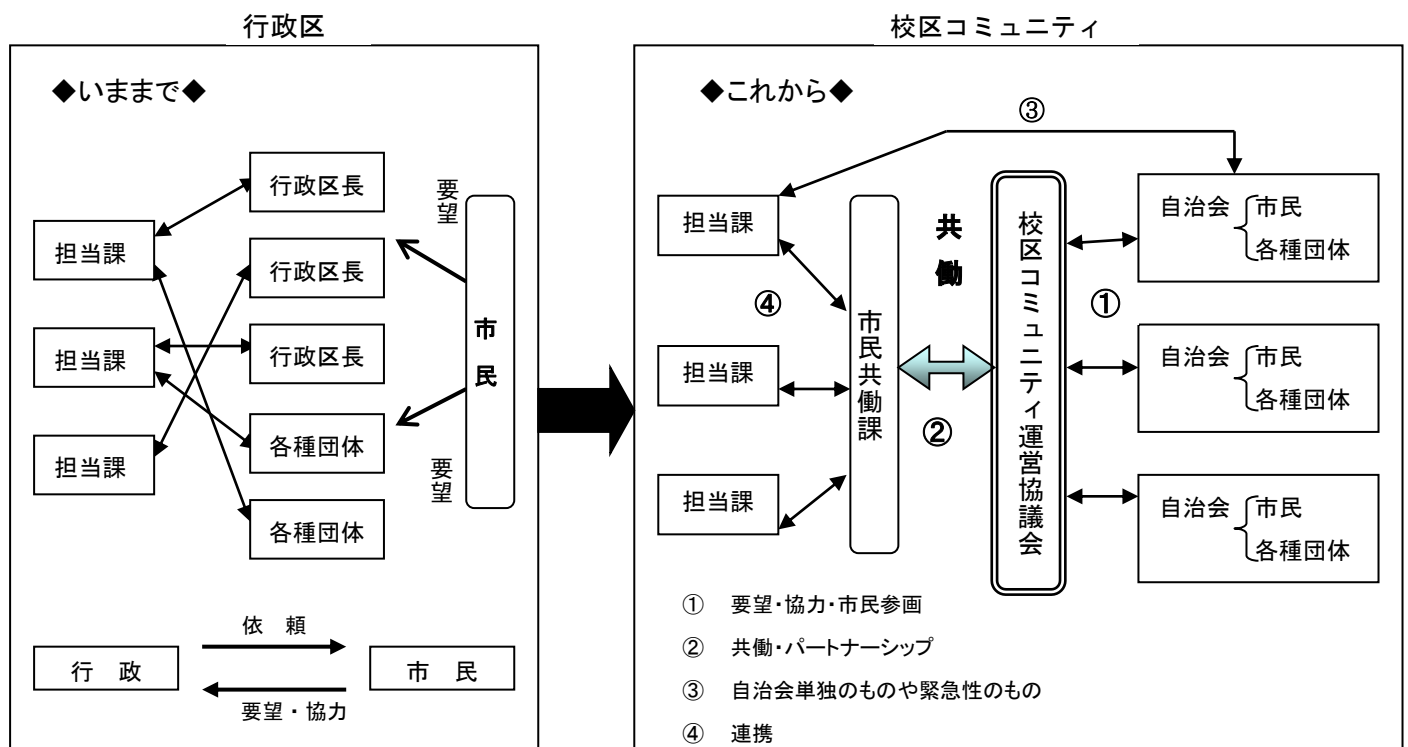 行政区
◆いままで◆
担当課
担当課
担当課
行政区長
行政区長
行政区長
各種団体
各種団体
要望
市民
要望
依 頼
行 政
市 民
要望・協力
校区コミュニティ
◆これから◆
③
担当課
担当課
担当課
④
市民共働課
共働
②
校区コミュニティ運営協議会
①
自治会 市民
各種団体
自治会 市民
各種団体
自治会 市民
各種団体
① 要望・協力・市民参画
② 共働・パートナーシップ
③ 自治会単独のものや緊急性のもの
④ 連携